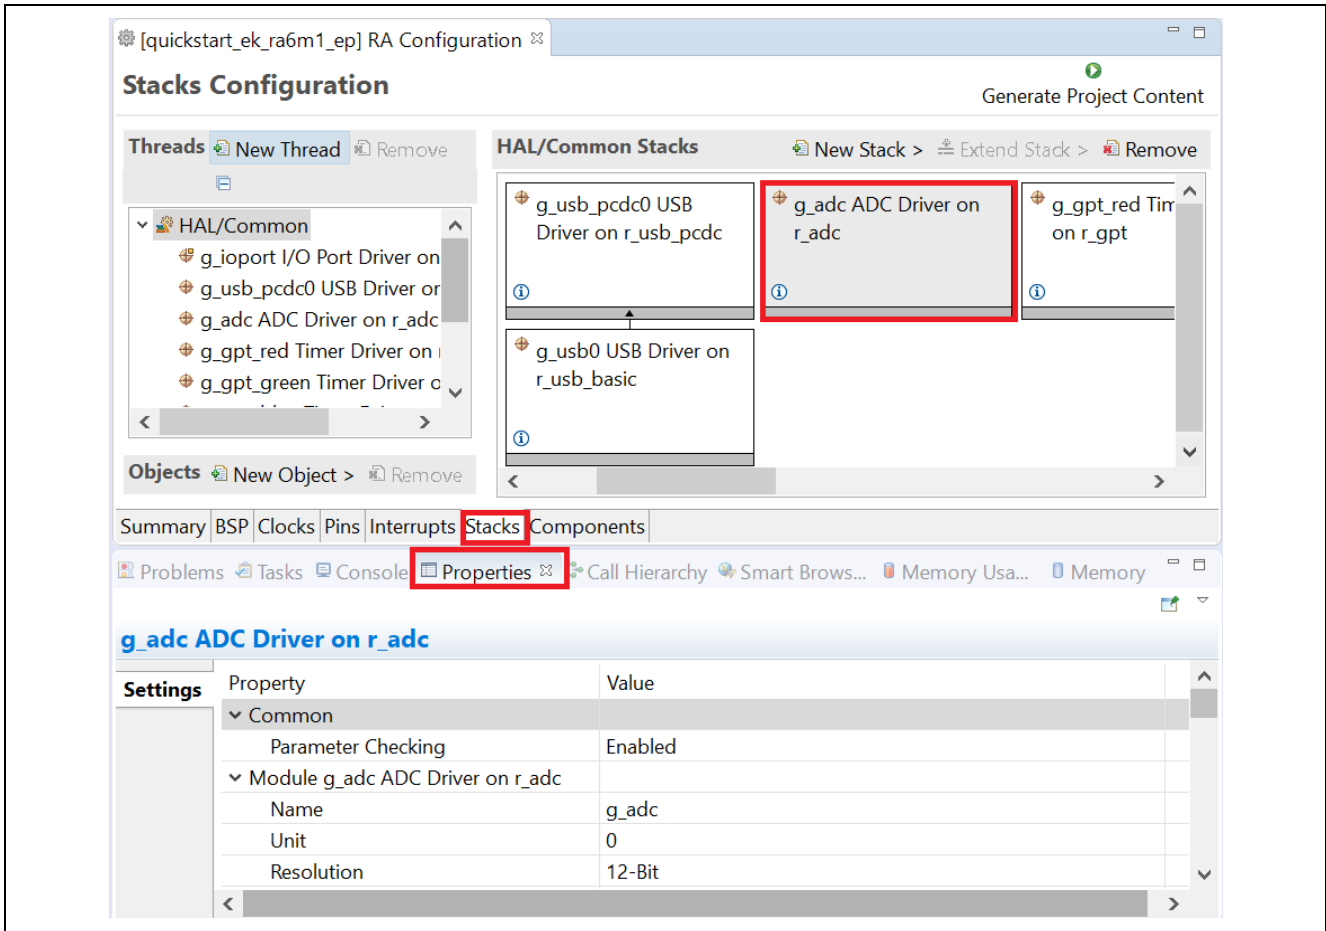 [quickstart_ek_ra6m1_ep] RA Configuration
Stacks Configuration
Generate Project Content
Threads New Thread Remove
HAL/Common
g_ioport I/O Port Driver on
g_usb_pcdc0 USB Driver or
g_adc ADC Driver on r_adc
g_gpt_red Timer Driver on
g_gpt_green Timer Driver o
Objects New Object > Remove
HAL/Common Stacks New Stack > Extend Stack > Remove
g_usb_pcdc0 USB
Driver on r_usb_pcdc
g_adc ADC Driver on
r_adc
g_gpt_red Tim
on r_gpt
g_usb0 USB Driver on
r_usb_basic
Summary BSP Clocks Pins Interrupts Stacks Components
Problems Tasks Console Properties Call Hierarchy Smart Brows... Memory Usa... Memory
g_adc ADC Driver on r_adc
Settings
Property Value
Common
Parameter Checking Enabled
Module g_adc ADC Driver on r_adc
Name g_adc
Unit 0
Resolution 12-Bit